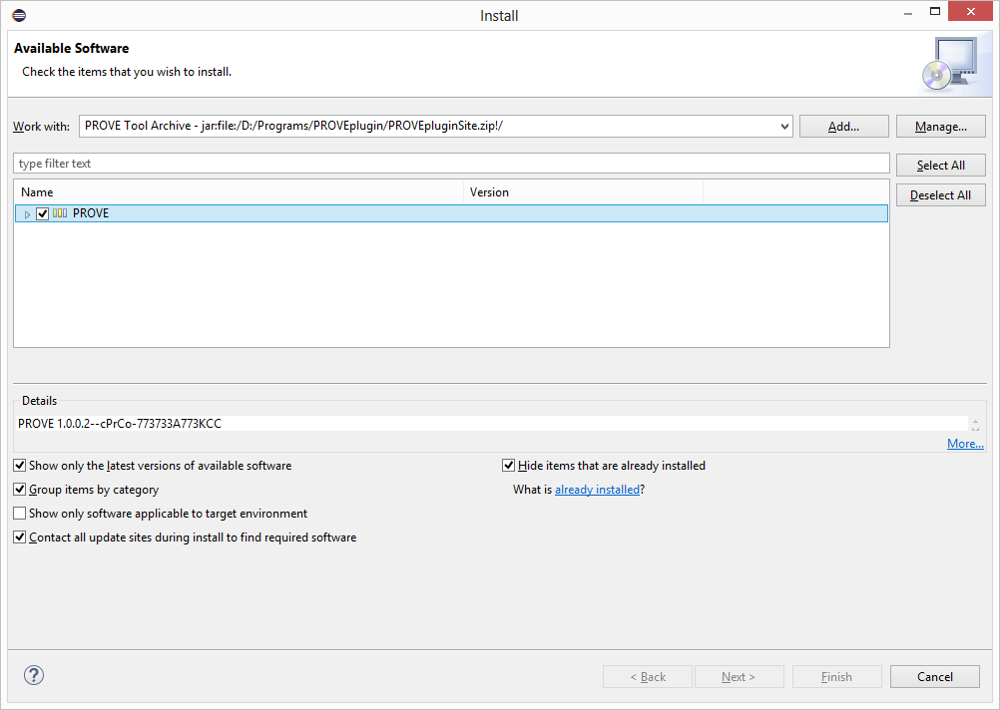 Install
Available Software
Check the items that you wish to install.
Work with: PROVE Tool Archive - jar:file:/D:/Programs/PROVEplugin/PROVEpluginSite.zip!/ Add... Manage...
type filter text Select All
Name Version
Deselect All
PROVE
Details
PROVE 1.0.0.2--cPrCo-773733A773KCC
More...
Show only the latest versions of available software Hide items that are already installed
Group items by category What is already installed?
Show only software applicable to target environment
Contact all update sites during install to find required software
? < Back Next > Finish Cancel